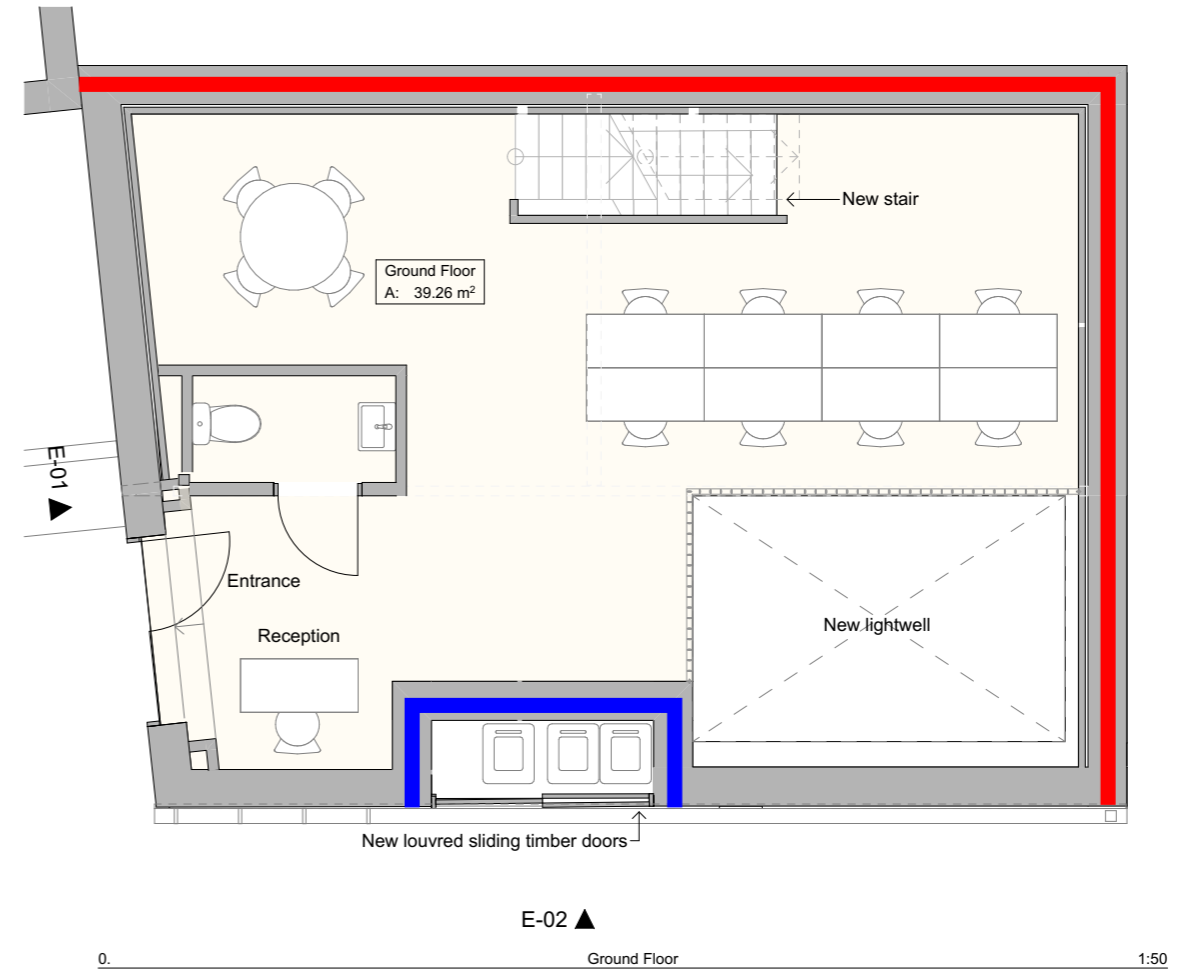 New stair
Ground Floor
A: 39.26 m²
E-01 ▲
Entrance
Reception
New lightwell
New louvred sliding timber doors
E-02 ▲
0. Ground Floor 1:50